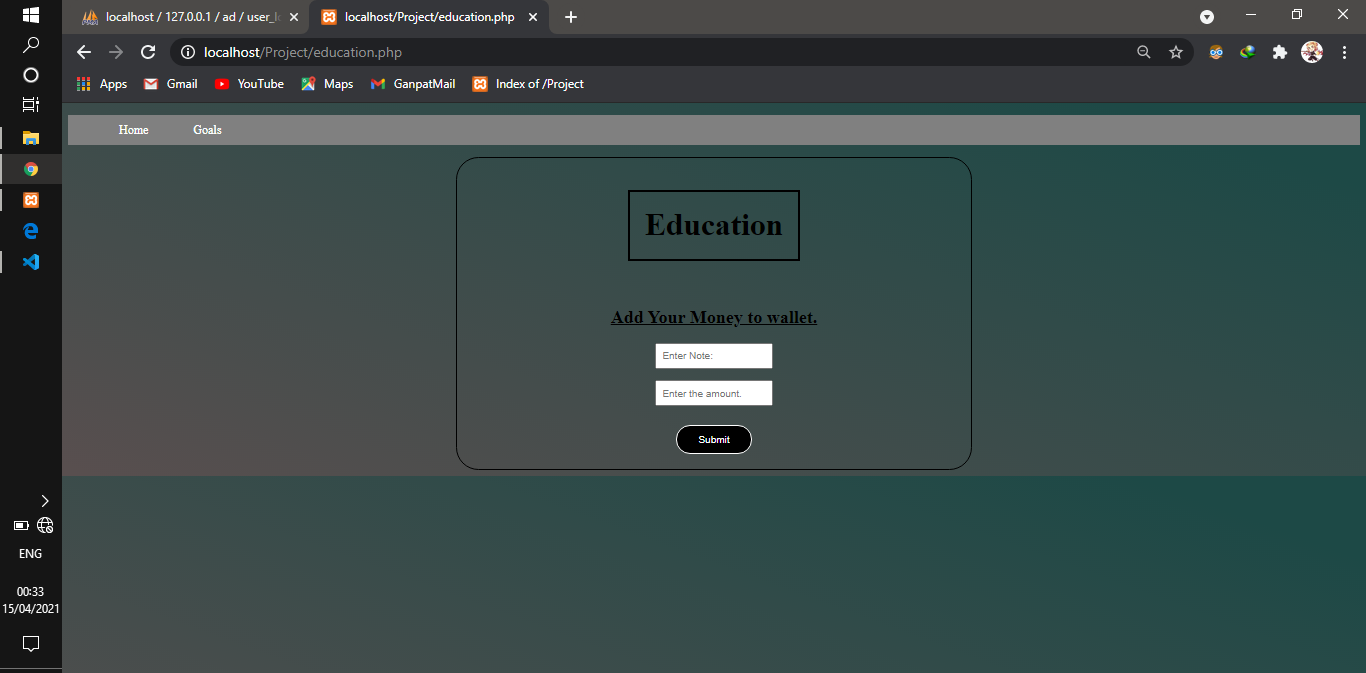 localhost / 127.0.0.1 / ad / user_l
localhost/Project/education.php
localhost/Project/education.php
Apps Gmail YouTube Maps GanpatMail Index of /Project
Home Goals
Education
Add Your Money to wallet.
Enter Note:
Enter the amount.
Submit
ENG
00:33
15/04/2021